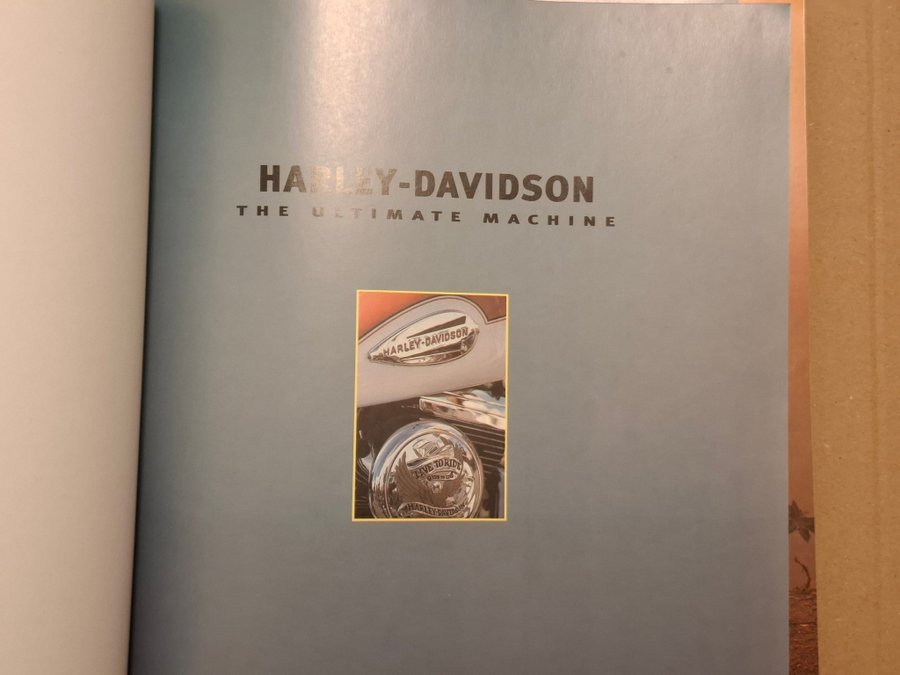 HARLEY-DAVIDSON
THE ULTIMATE MACHINE
HARLEY-DAVIDSON
LIVE TO RIDE
HARLEY-DAVIDSON